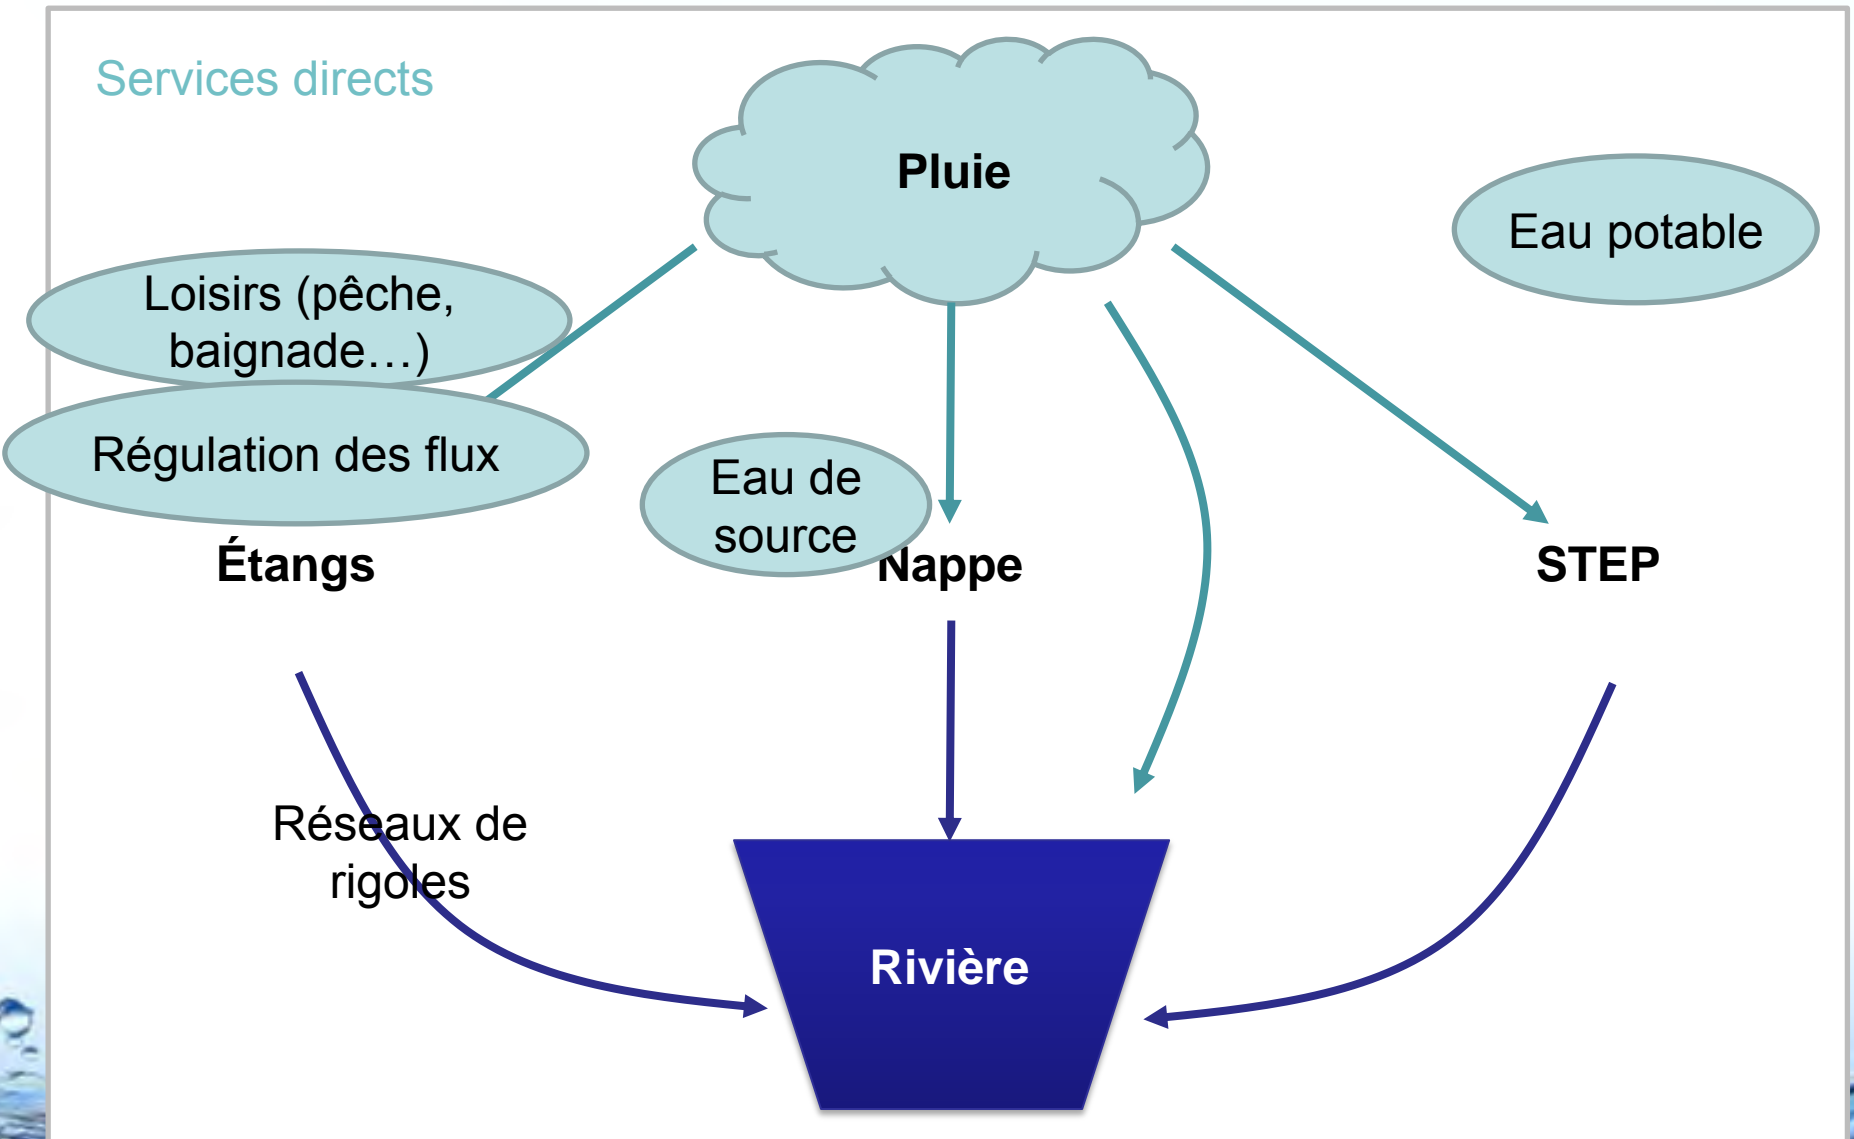 Services directs
Pluie
Eau potable
Loisirs (pêche,
baignade…)
Régulation des flux
Eau de
source
Étangs
Nappe
STEP
Réseaux de
rigoles
Rivière